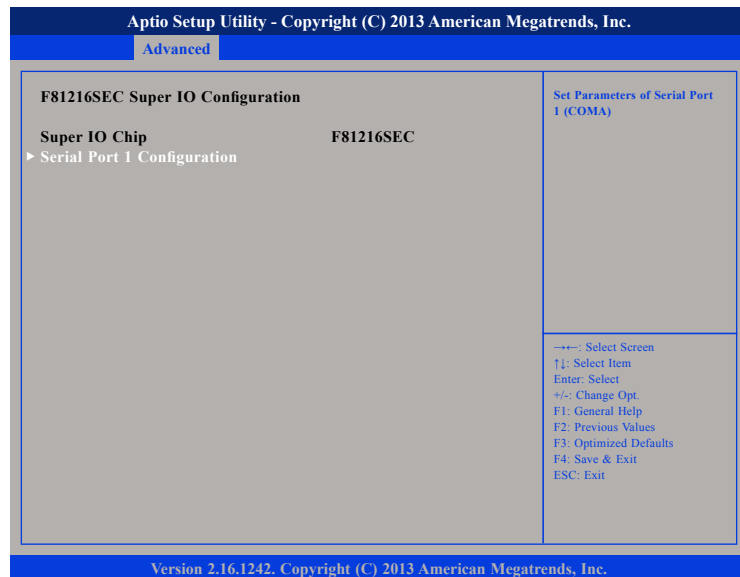 Aptio Setup Utility - Copyright (C) 2013 American Megatrends, Inc.
Advanced
F81216SEC Super IO Configuration
Super IO Chip F81216SEC
► Serial Port 1 Configuration
Set Parameters of Serial Port
1 (COMA)
→←: Select Screen
↑↓: Select Item
Enter: Select
+/-: Change Opt.
F1: General Help
F2: Previous Values
F3: Optimized Defaults
F4: Save & Exit
ESC: Exit
Version 2.16.1242. Copyright (C) 2013 American Megatrends, Inc.